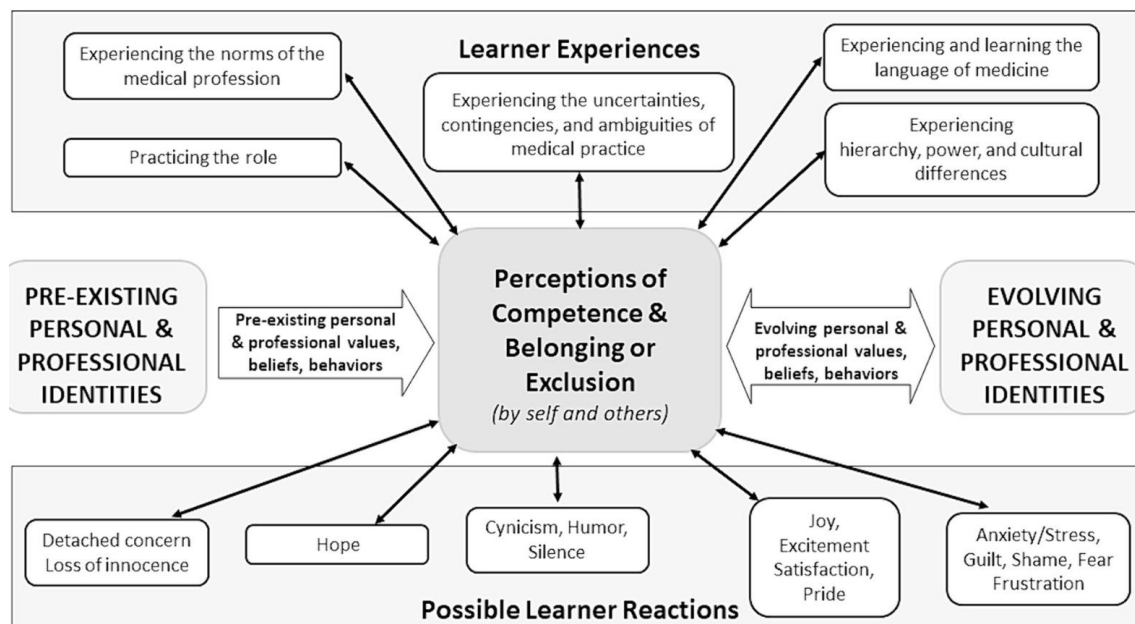 Learner Experiences
Experiencing the norms of the
medical profession
Practicing the role
Experiencing the uncertainties,
contingencies, and ambiguities of
medical practice
Experiencing and learning the
language of medicine
Experiencing
hierarchy, power, and cultural
differences
PRE-EXISTING
PERSONAL &
PROFESSIONAL
IDENTITIES
Pre-existing personal
& professional values,
beliefs, behaviors
Perceptions of
Competence &
Belonging or
Exclusion
(by self and others)
Evolving personal &
professional values,
beliefs, behaviors
EVOLVING
PERSONAL &
PROFESSIONAL
IDENTITIES
Detached concern
Loss of innocence
Hope
Cynicism, Humor,
Silence
Joy,
Excitement
Satisfaction,
Pride
Anxiety/Stress,
Guilt, Shame, Fear
Frustration
Possible Learner Reactions